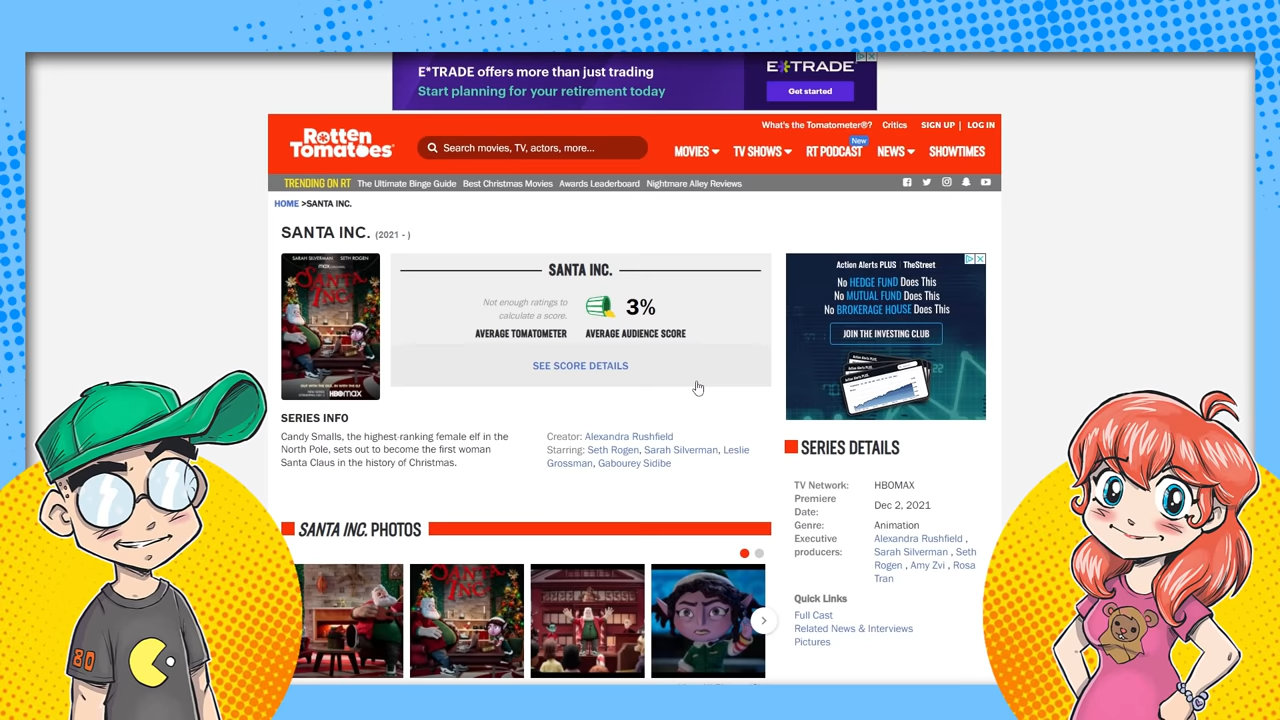 E*TRADE offers more than just trading
Start planning for your retirement today
E*TRADE
Get started
What's the Tomatometer®?
Critics
SIGN UP | LOG IN
Rotten
Tomatoes
Search movies, TV, actors, more...
MOVIES
TV SHOWS
RT PODCAST
New
NEWS
SHOWTIMES
TRENDING ON RT
The Ultimate Binge Guide
Best Christmas Movies
Awards Leaderboard
Nightmare Alley Reviews
HOME >SANTA INC.
SANTA INC. (2021 - )
SARAH SILVERMAN SETH ROGEN
max
SANTA
INC
HBOMAX
SANTA INC.
Not enough ratings to
calculate a score.
AVERAGE TOMATOMETER
3%
AVERAGE AUDIENCE SCORE
SEE SCORE DETAILS
Action Alerts PLUS | TheStreet
No HEDGE FUND Does This
No MUTUAL FUND Does This
No BROKERAGE HOUSE Does This
JOIN THE INVESTING CLUB
SERIES INFO
Candy Smalls, the highest-ranking female elf in the
North Pole, sets out to become the first woman
Santa Claus in the history of Christmas.
Creator: Alexandra Rushfield
Starring: Seth Rogen, Sarah Silverman, Leslie
Grossman, Gabourey Sidibe
SERIES DETAILS
TV Network: HBOMAX
Premiere
Date: Dec 2, 2021
Genre: Animation
Executive
producers: Alexandra Rushfield ,
Sarah Silverman , Seth
Rogen , Amy Zvi , Rosa
Tran
Quick Links
Full Cast
Related News & Interviews
Pictures
SANTA INC. PHOTOS
SANTA
INC
80